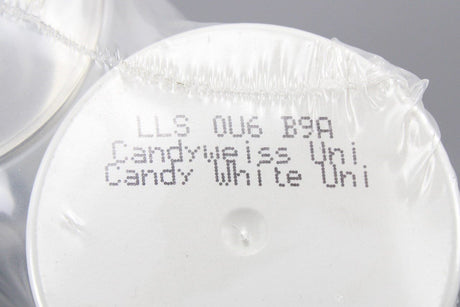 LLS 0U6 B9A
Candyweiss Uni
Candy White Uni